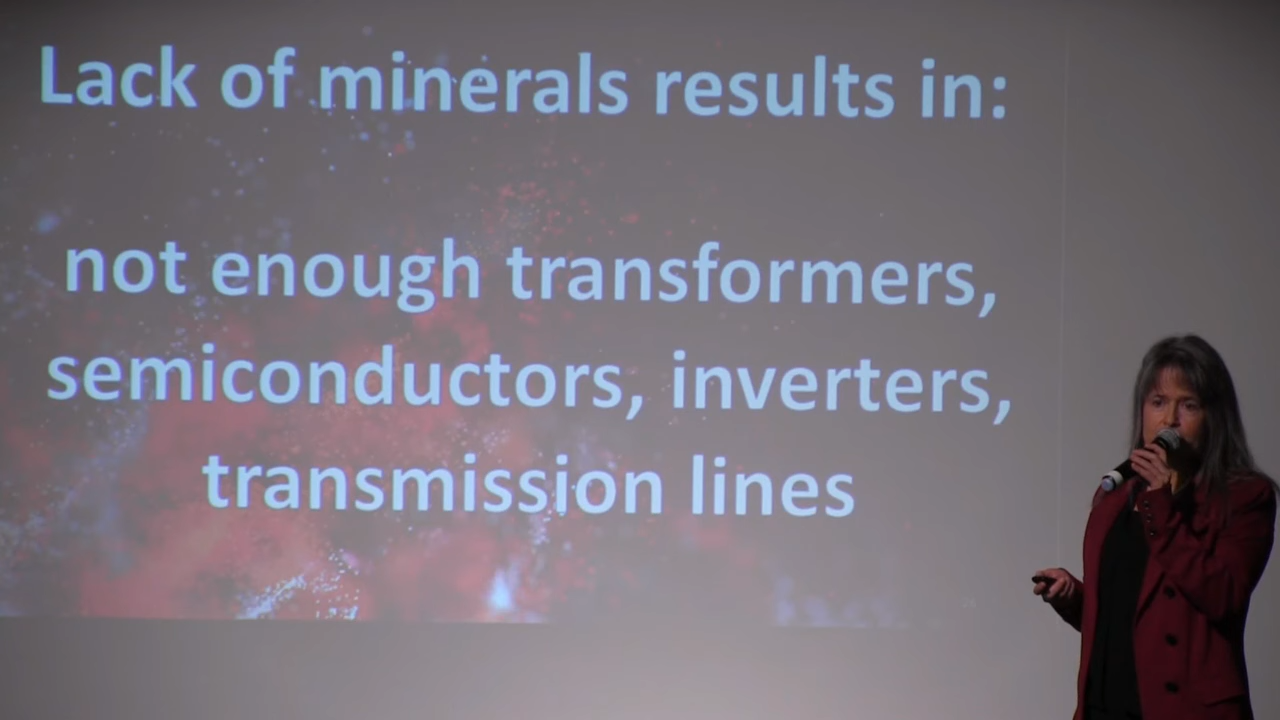 Lack of minerals results in:
not enough transformers,
semiconductors, inverters,
transmission lines